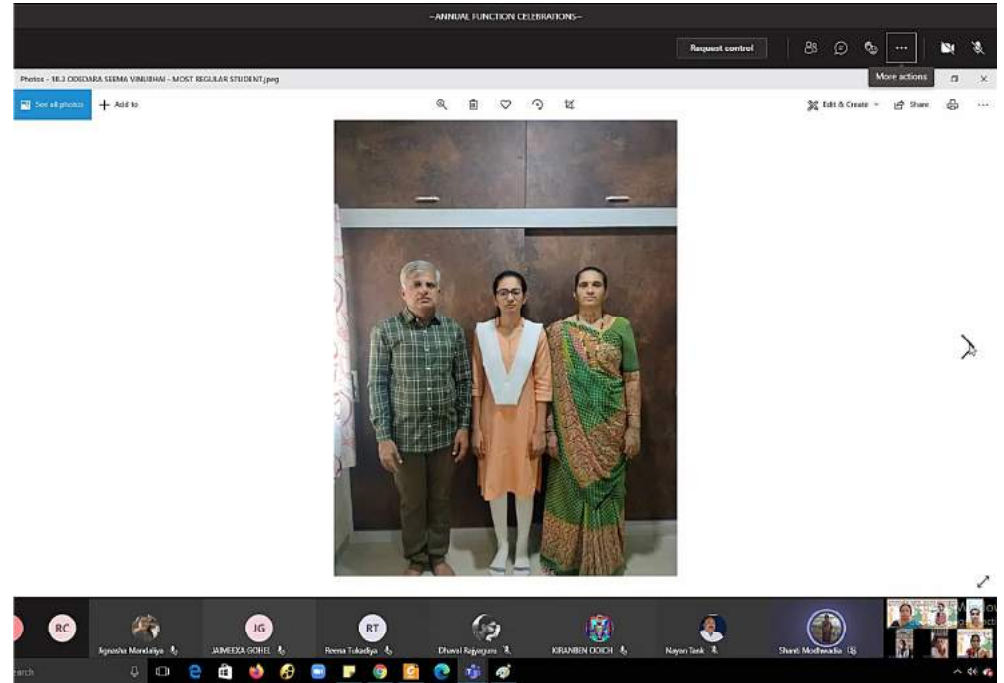 ~ANNUAL FUNCTION CELEBRATIONS~
Request control
More actions
Photos - 18.3 ODEDARA SEEMA VINUBHAI - MOST REGULAR STUDENT.jpeg
See all photos
Add to
Edit & Create
Share
RC
JG
RT
Agnasha Mandaliya
JAIMEEXA GOHEL
Reena Tukadiya
Dhaval Rajyaguru
KIRANBEN ODICH
Nayan Tank
Shanti Modhwadia